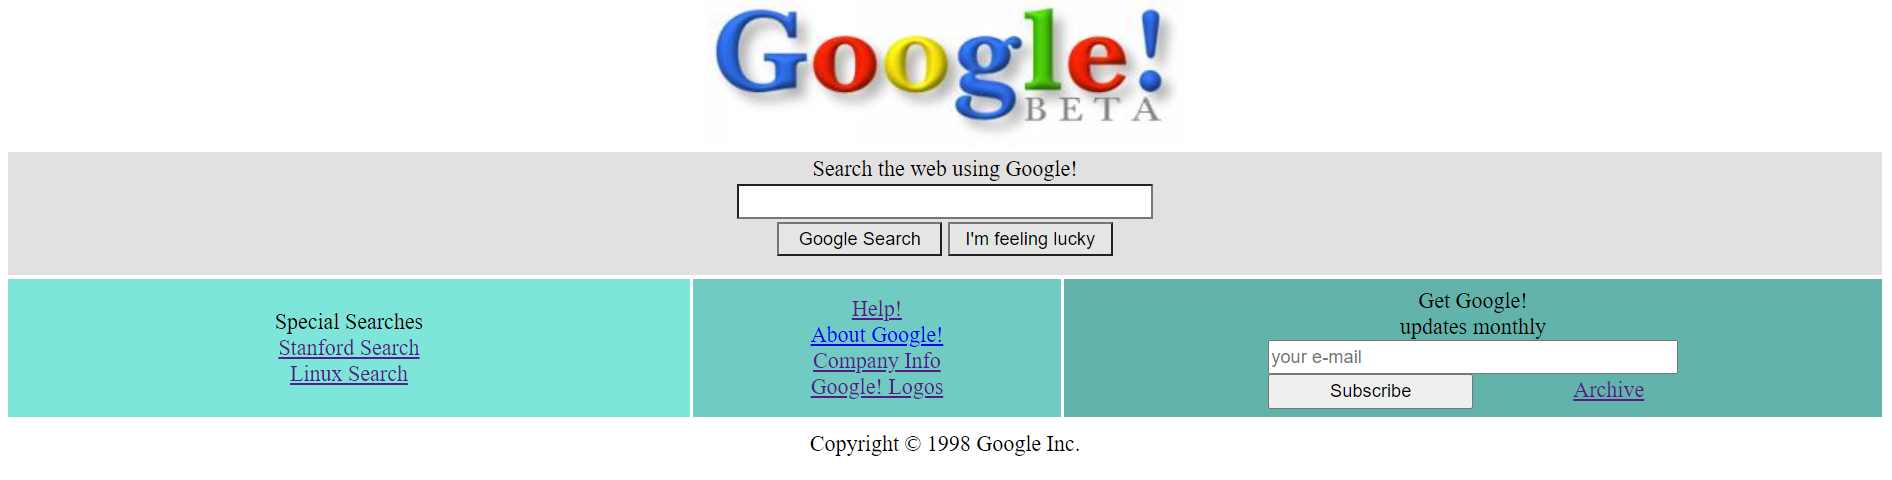 Google!
BETA
Search the web using Google!
Google Search
I'm feeling lucky
Special Searches
Stanford Search
Linux Search
Help!
About Google!
Company Info
Google! Logos
Get Google!
updates monthly
your e-mail
Subscribe
Archive
Copyright © 1998 Google Inc.